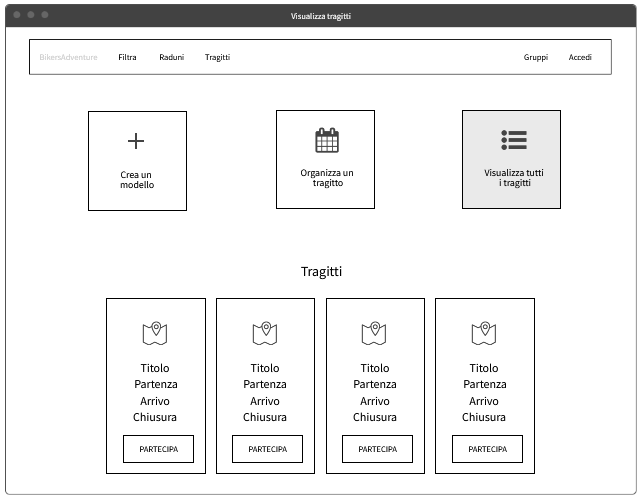 Visualizza tragitti
BikersAdventure Filtra Raduni Tragitti Gruppi Accedi
Crea un
modello
Organizza un
tragitto
Visualizza tutti
i tragitti
Tragitti
Titolo
Partenza
Arrivo
Chiusura
PARTECIPA
Titolo
Partenza
Arrivo
Chiusura
PARTECIPA
Titolo
Partenza
Arrivo
Chiusura
PARTECIPA
Titolo
Partenza
Arrivo
Chiusura
PARTECIPA